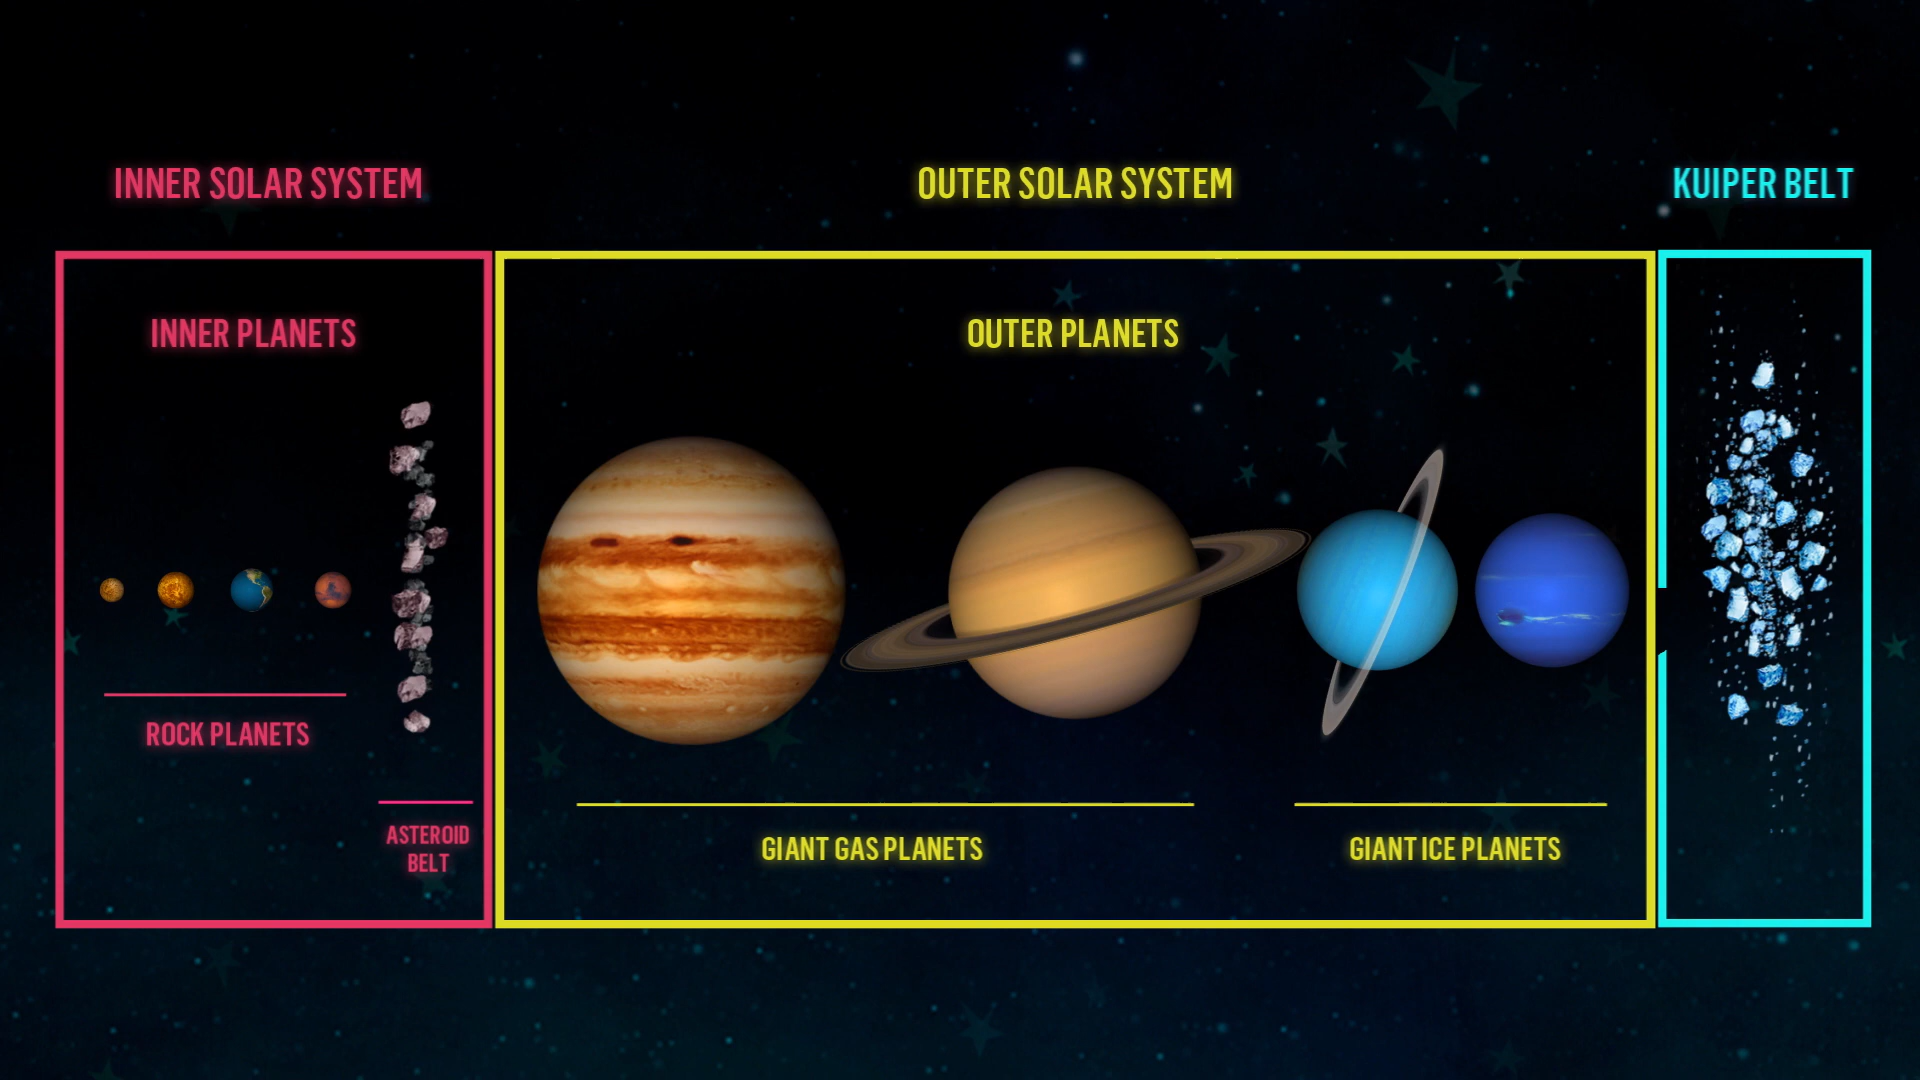 INNER SOLAR SYSTEM
OUTER SOLAR SYSTEM
KUIPER BELT
INNER PLANETS
OUTER PLANETS
ROCK PLANETS
ASTEROID
BELT
GIANT GAS PLANETS
GIANT ICE PLANETS